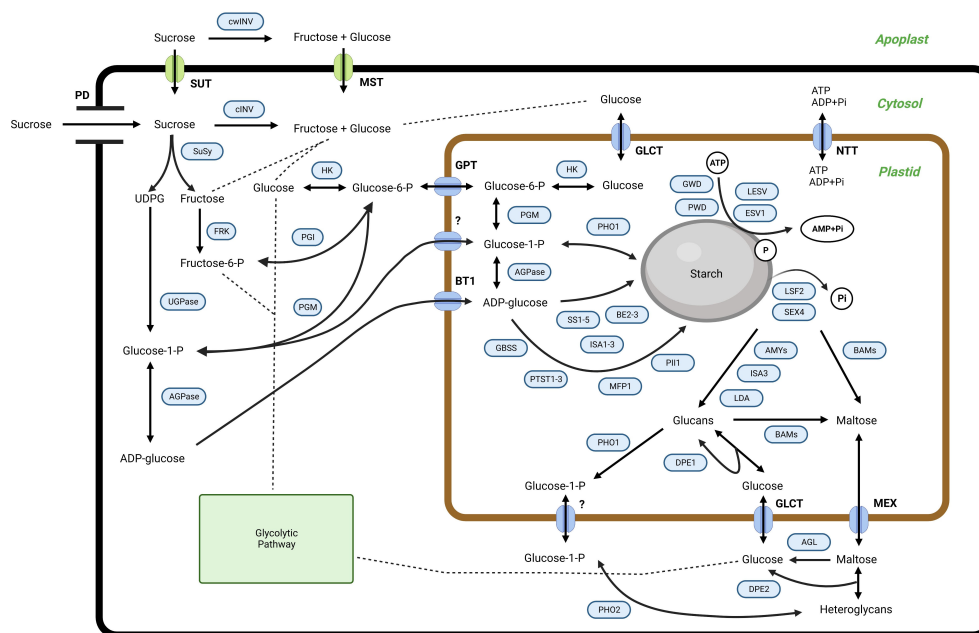 cwINV
Sucrose
Fructose + Glucose
Apoplast
SUT
MST
PD
Glucose
ATP
ADP+Pi
Cytosol
cINV
Sucrose
Sucrose
Fructose + Glucose
SuSy
GLCT
NTT
GPT
ATP
ATP
ADP+Pi
Plastid
HK
HK
GWD
LESV
UDPG
Fructose
Glucose
Glucose-6-P
Glucose-6-P
Glucose
PWD
ESV1
?
PGM
PHO1
AMP+Pi
FRK
PGI
Glucose-1-P
P
Fructose-6-P
AGPase
Starch
BT1
LSF2
UGPase
PGM
ADP-glucose
Pi
SEX4
SS1-5
BE2-3
GBSS
ISA1-3
AMYs
BAMs
Glucose-1-P
PII1
ISA3
PTST1-3
MFP1
AGPase
LDA
Glucans
Maltose
PHO1
BAMs
ADP-glucose
DPE1
Glucose-1-P
Glucose
?
GLCT
MEX
Glycolytic
Pathway
AGL
Glucose-1-P
Glucose
Maltose
DPE2
PHO2
Heteroglycans